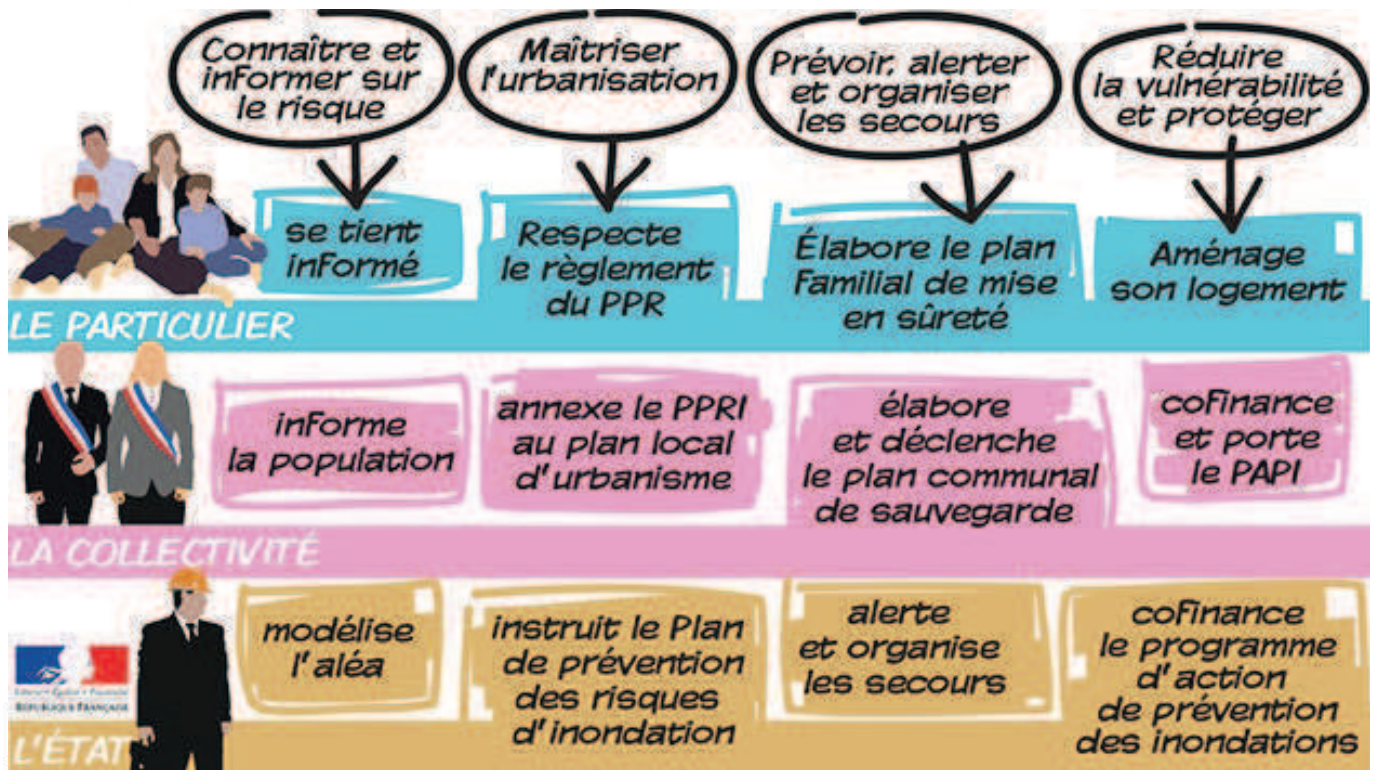 Connaître et
informer sur
le risque
Maîtriser
l'urbanisation
Prévoir, alerter
et organiser
les secours
Réduire
la vulnérabilité
et protéger
se tient
informé
Respecte
le règlement
du PPR
Élabore le plan
Familial de mise
en sûreté
Aménage
son logement
LE PARTICULIER
informe
la population
annexe le PPRI
au plan local
d'urbanisme
élabore
et déclenche
le plan communal
de sauvegarde
cofinance
et porte
le PAPI
LA COLLECTIVITÉ
modélise
l'aléa
instruit le Plan
de prévention
des risques
d'inondation
alerte
et organise
les secours
cofinance
le programme
d'action
de prévention
des inondations
Liberté • Égalité • Fraternité
RÉPUBLIQUE FRANÇAISE
L'ÉTAT